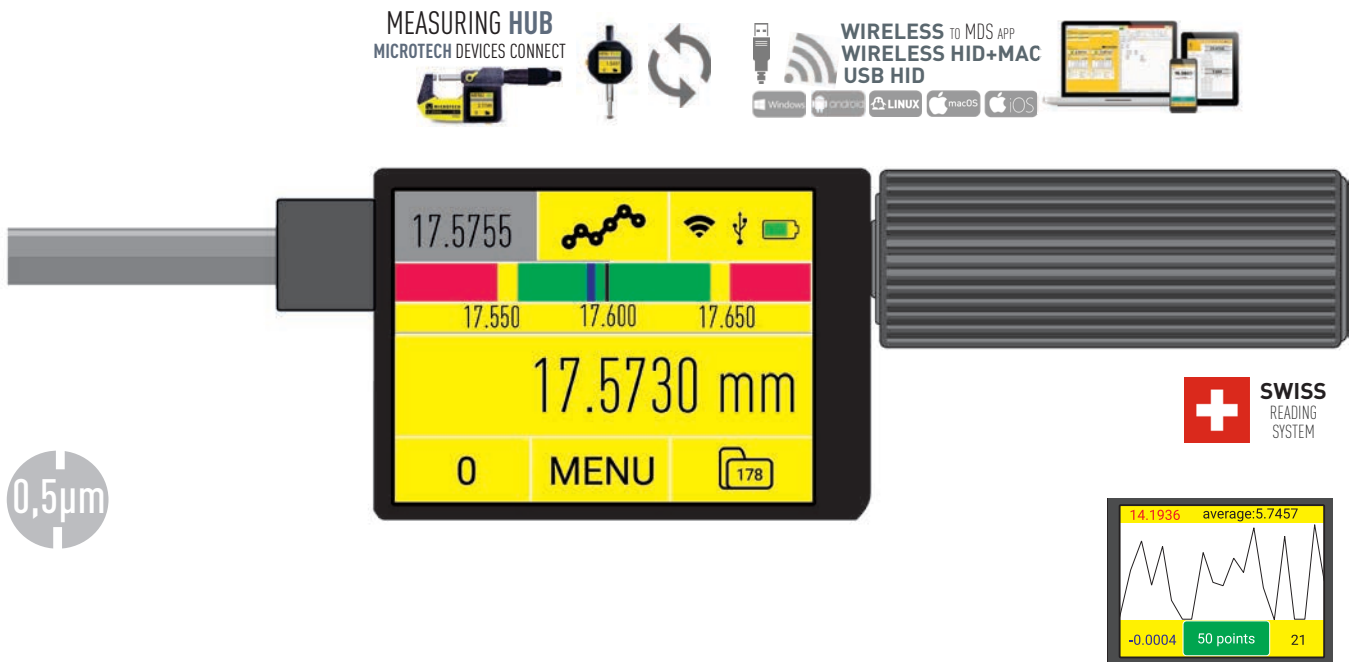 MEASURING HUB
MICROTECH DEVICES CONNECT
WIRELESS TO MDS APP
WIRELESS HID+MAC
USB HID
Windows
android
LINUX
macOS
iOS
17.5755
17.550 17.600 17.650
17.5730 mm
0 MENU 178
SWISS
READING
SYSTEM
0,5µm
14.1936 average:5.7457
-0.0004 50 points 21